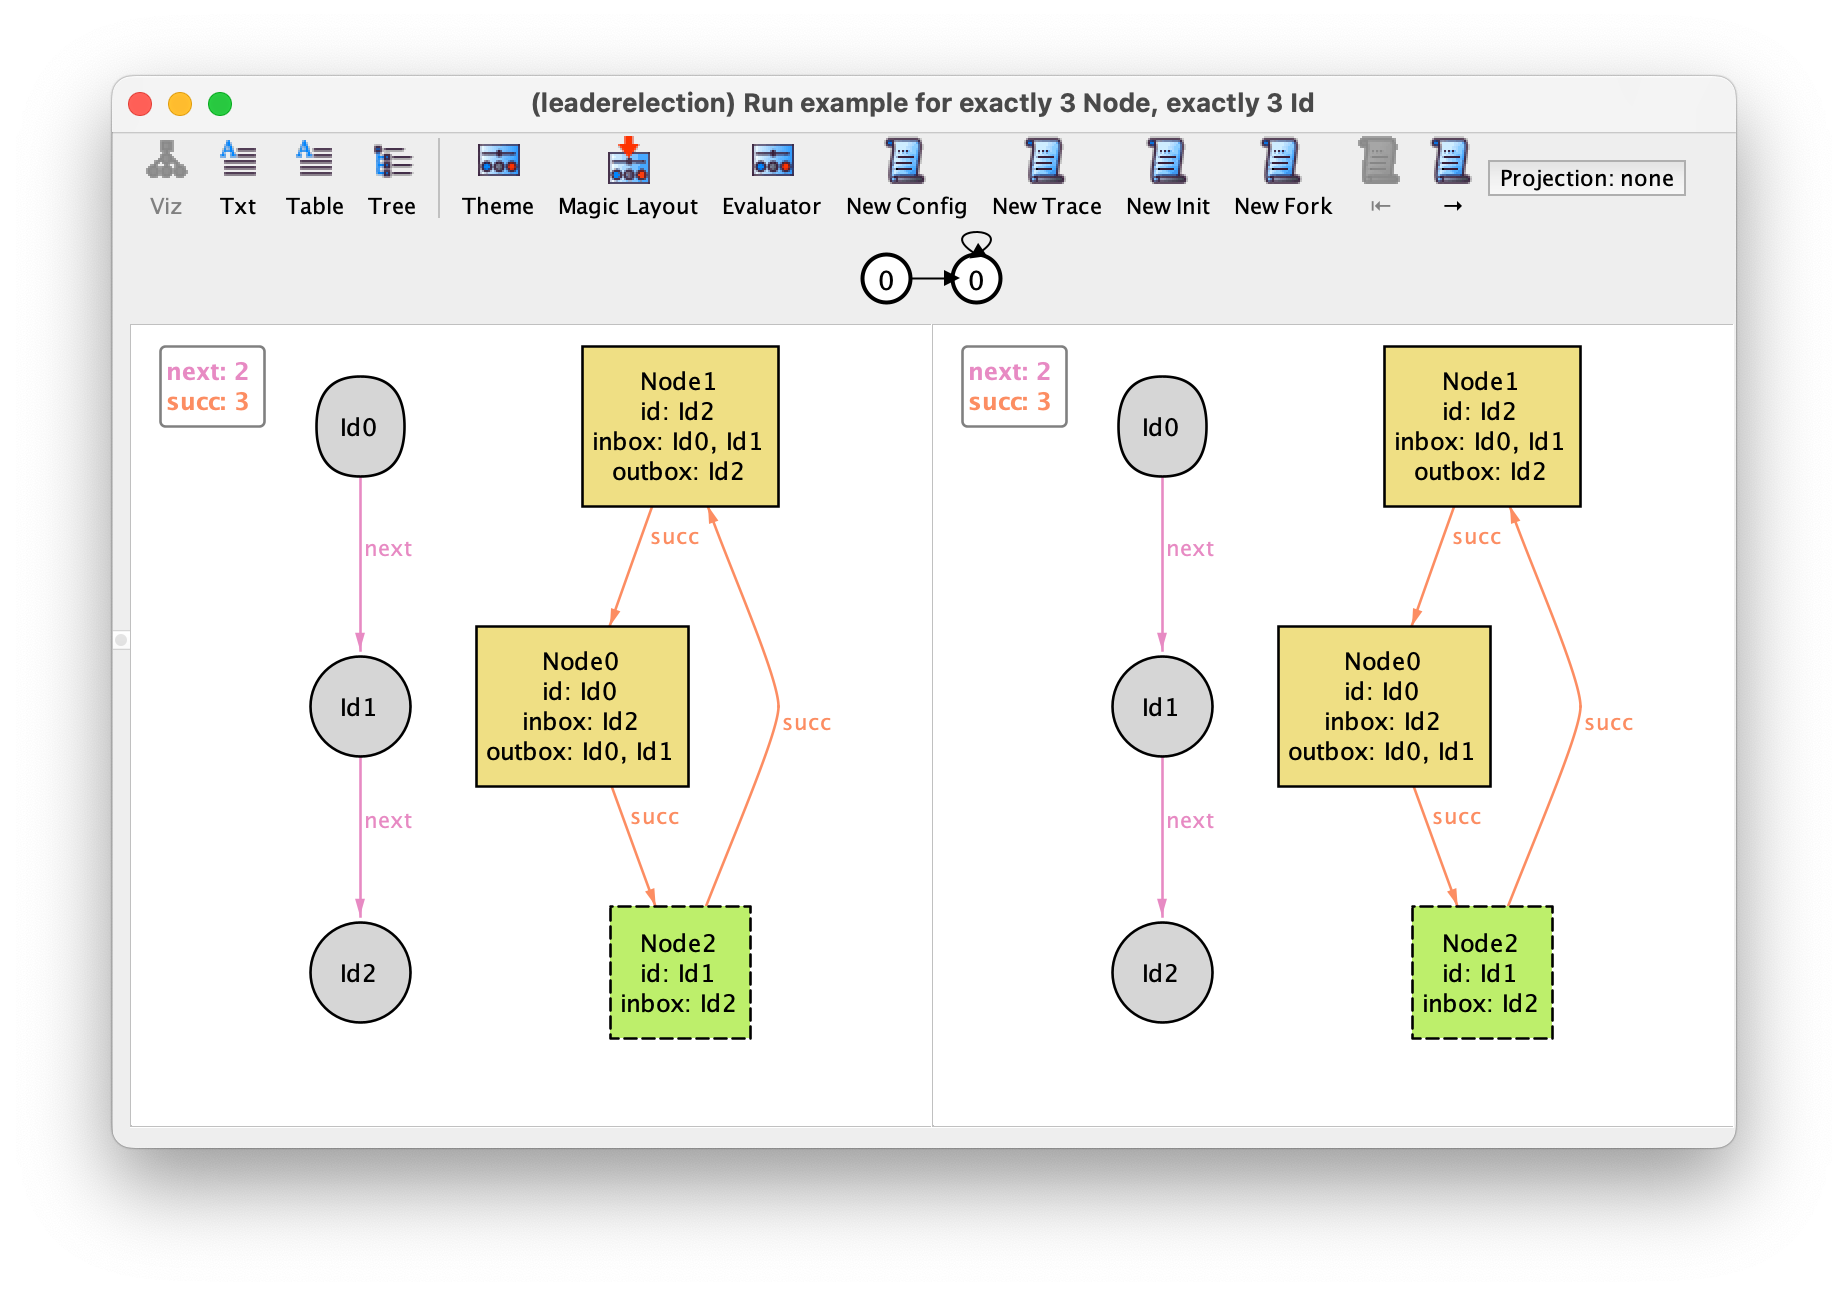 (leaderelection) Run example for exactly 3 Node, exactly 3 Id
Viz Txt Table Tree Theme Magic Layout Evaluator New Config New Trace New Init New Fork Projection: none
0 0
next: 2
succ: 3
Id0
next
Id1
next
Id2
Node1
id: Id2
inbox: Id0, Id1
outbox: Id2
succ
Node0
id: Id0
inbox: Id2
outbox: Id0, Id1
succ
succ
Node2
id: Id1
inbox: Id2
next: 2
succ: 3
Id0
next
Id1
next
Id2
Node1
id: Id2
inbox: Id0, Id1
outbox: Id2
succ
Node0
id: Id0
inbox: Id2
outbox: Id0, Id1
succ
succ
Node2
id: Id1
inbox: Id2